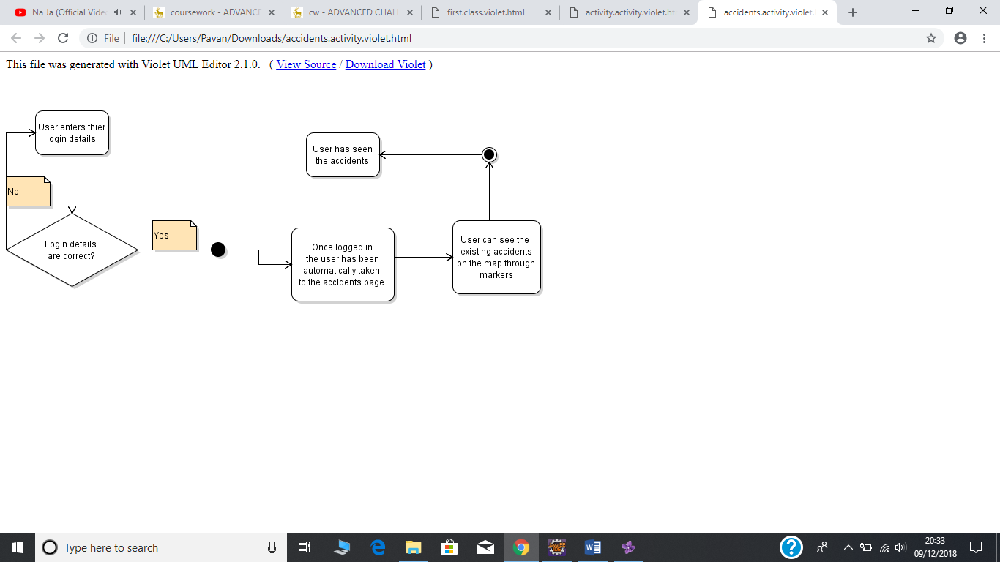 Na Ja (Official Vide
coursework - ADVANCE
cw - ADVANCED CHALL
first.class.violet.html
activity.activity.violet.ht
accidents.activity.violet.
File
file:///C:/Users/Pavan/Downloads/accidents.activity.violet.html
This file was generated with Violet UML Editor 2.1.0. ( View Source / Download Violet )
User enters thier
login details
No
Login details
are correct?
Yes
Once logged in
the user has been
automatically taken
to the accidents page.
User can see the
existing accidents
on the map through
markers
User has seen
the accidents
Type here to search
Java EE
IDE
20:33
09/12/2018